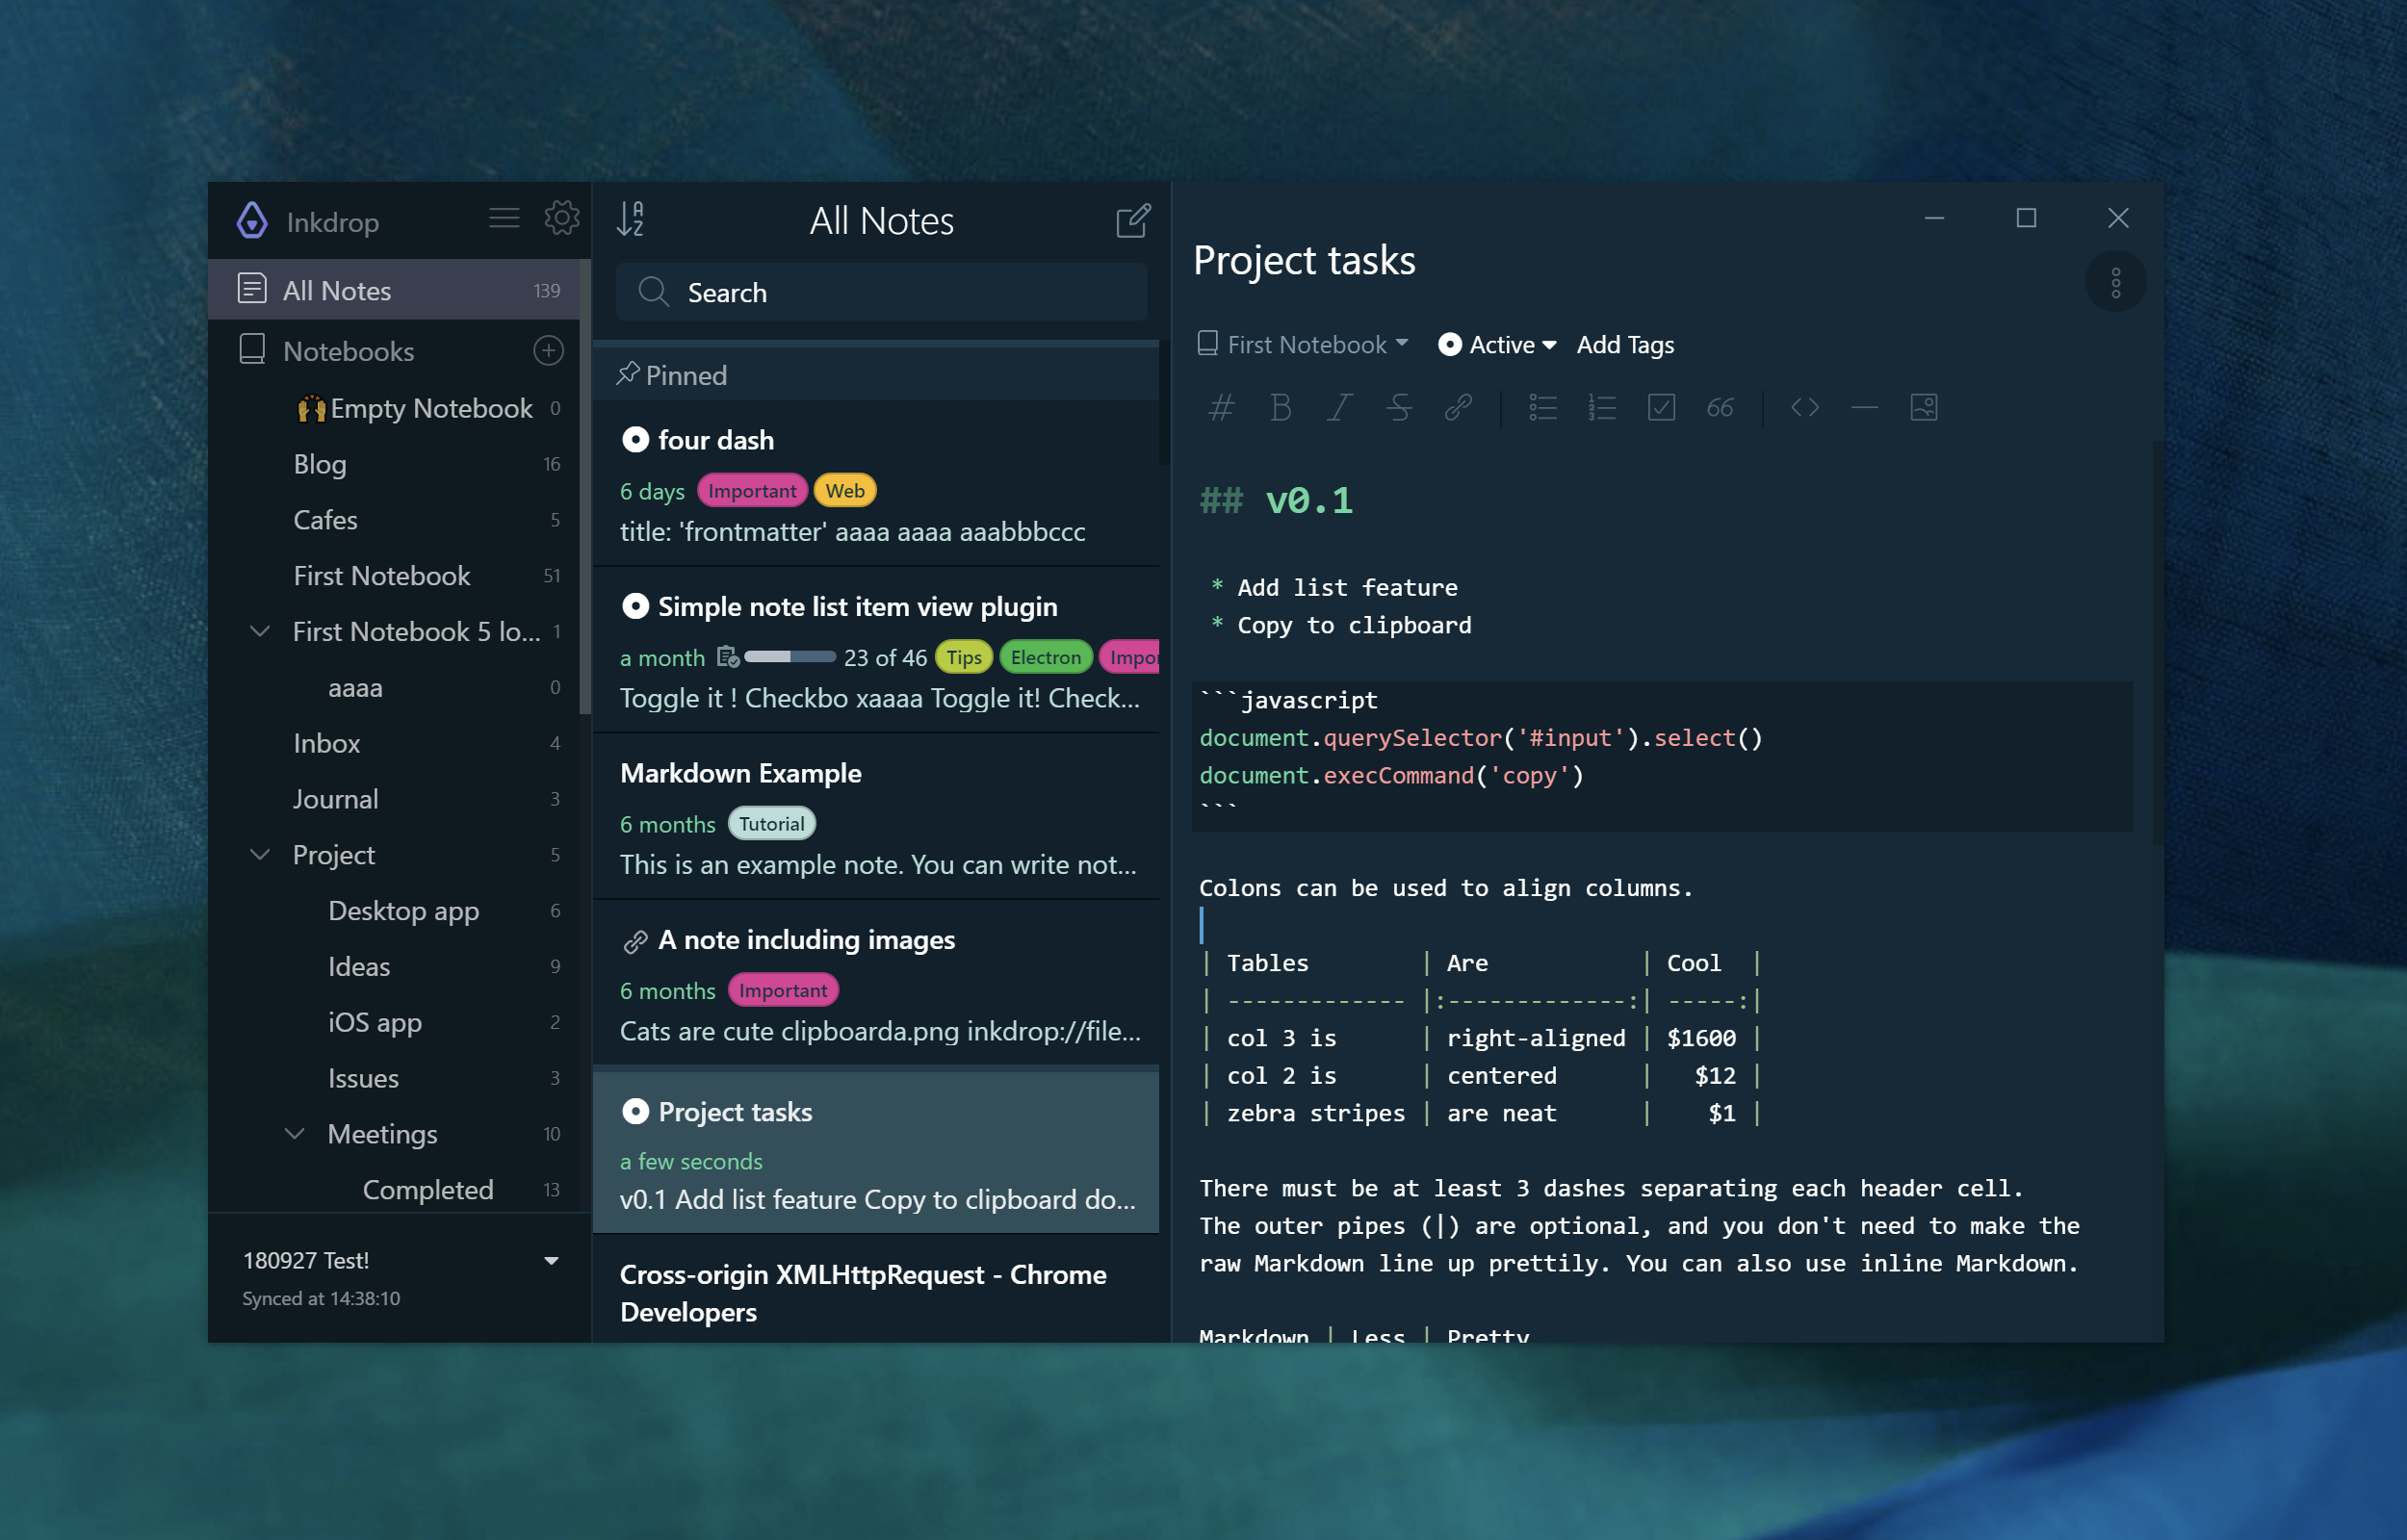 Inkdrop
All Notes 139
Notebooks
🙌Empty Notebook 0
Blog 16
Cafes 5
First Notebook 51
First Notebook 5 lo... 1
aaaa 0
Inbox 4
Journal 3
Project 5
Desktop app 6
Ideas 9
iOS app 2
Issues 3
Meetings 10
Completed 13
180927 Test!
Synced at 14:38:10
All Notes
Search
Pinned
four dash
6 days Important Web
title: 'frontmatter' aaaa aaaa aaabbbccc
Simple note list item view plugin
a month 23 of 46 Tips Electron Impor
Toggle it ! Checkbo xaaaa Toggle it! Check...
Markdown Example
6 months Tutorial
This is an example note. You can write not...
A note including images
6 months Important
Cats are cute clipboarda.png inkdrop://file...
Project tasks
a few seconds
v0.1 Add list feature Copy to clipboard do...
Cross-origin XMLHttpRequest - Chrome
Developers
Project tasks
First Notebook Active Add Tags
## v0.1
* Add list feature
* Copy to clipboard
```javascript
document.querySelector('#input').select()
document.execCommand('copy')
```
Colons can be used to align columns.
| Tables        | Are           | Cool  |
| ------------- |:-------------:| -----:|
| col 3 is      | right-aligned | $1600 |
| col 2 is      | centered      |   $12 |
| zebra stripes | are neat      |    $1 |
There must be at least 3 dashes separating each header cell.
The outer pipes (|) are optional, and you don't need to make the
raw Markdown line up prettily. You can also use inline Markdown.
Markdown | Less | Pretty